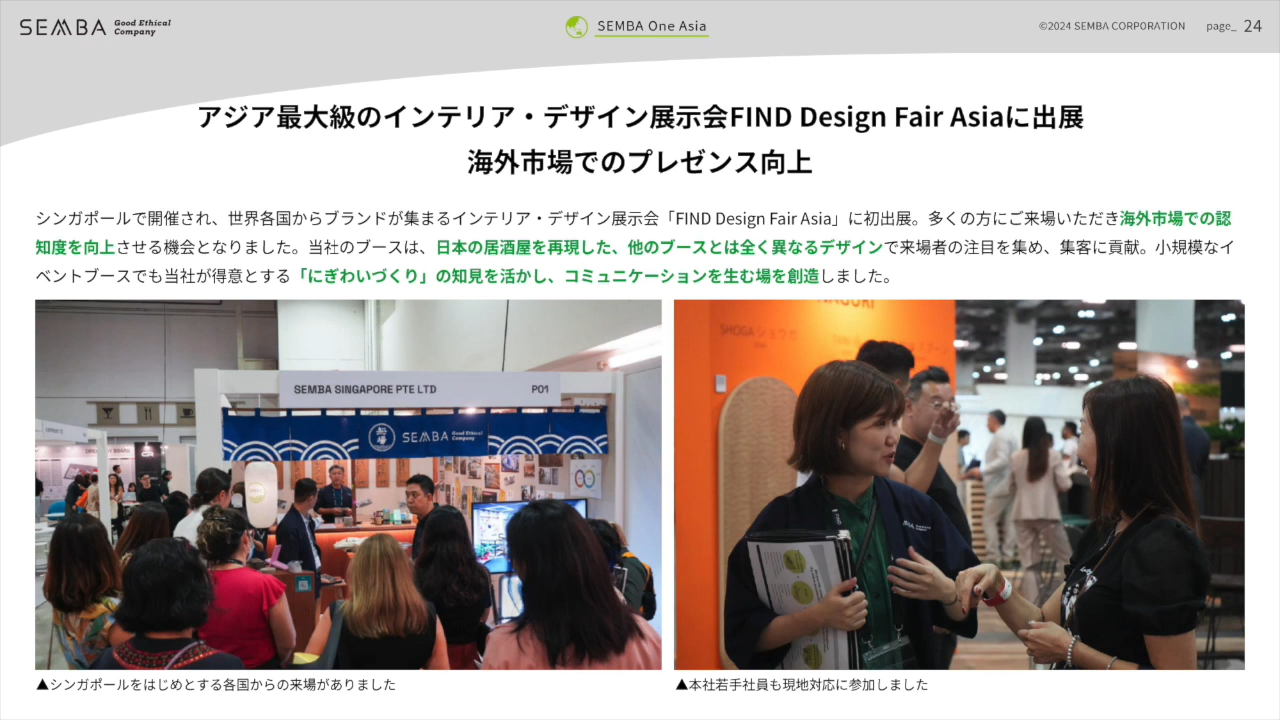 SEMBA Good Ethical Company
SEMBA One Asia
©2024 SEMBA CORPORATION page_ 24
アジア最大級のインテリア・デザイン展示会FIND Design Fair Asiaに出展
海外市場でのプレゼンス向上
シンガポールで開催され、世界各国からブランドが集まるインテリア・デザイン展示会「FIND Design Fair Asia」に初出展。多くの方にご来場いただき海外市場での認
知度を向上させる機会となりました。当社のブースは、日本の居酒屋を再現した、他のブースとは全く異なるデザインで来場者の注目を集め、集客に貢献。小規模なイ
ベントブースでも当社が得意とする「にぎわいづくり」の知見を活かし、コミュニケーションを生む場を創造しました。
SEMBA SINGAPORE PTE LTD P01
SEMBA Good Ethical Company
SHOGA ショウガ
▲シンガポールをはじめとする各国からの来場がありました
▲本社若手社員も現地対応に参加しました